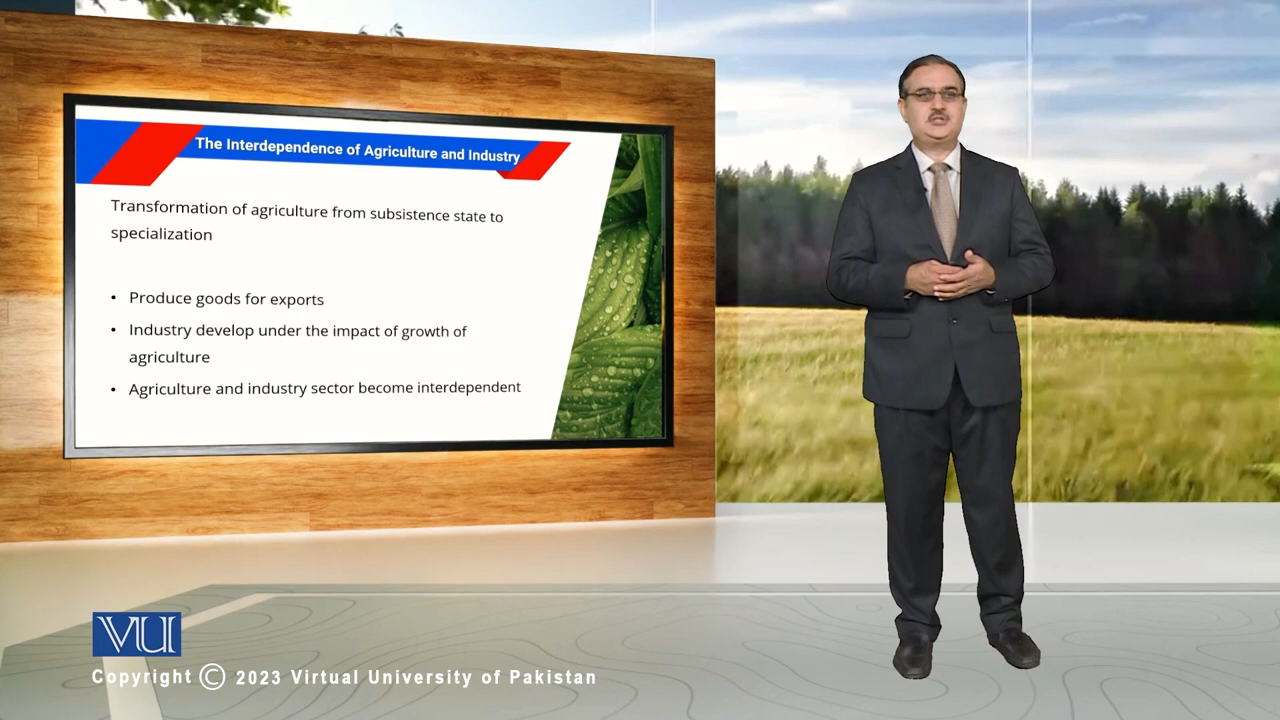 The Interdependence of Agriculture and Industry
Transformation of agriculture from subsistence state to
specialization
• Produce goods for exports
• Industry develop under the impact of growth of
agriculture
• Agriculture and industry sector become interdependent
VU
Copyright © 2023 Virtual University of Pakistan